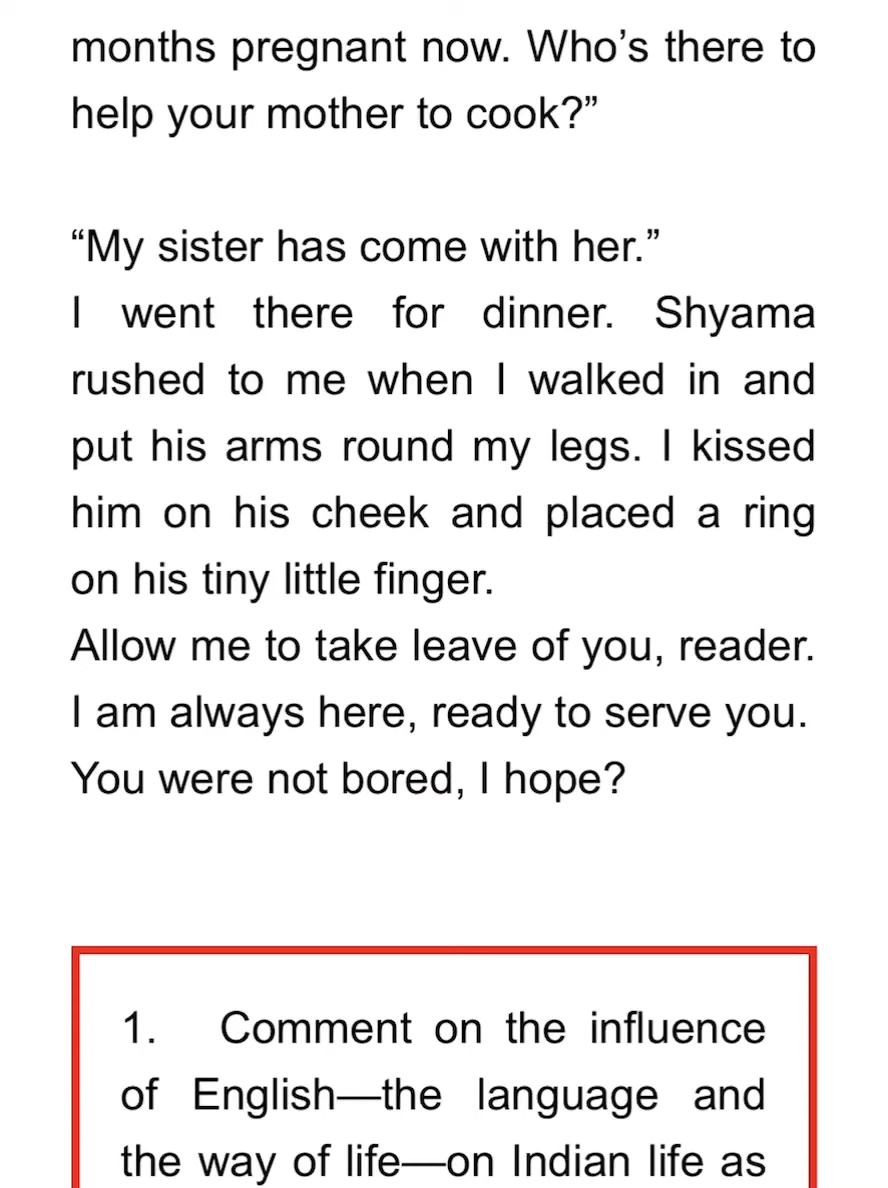 months pregnant now. Who’s there to
help your mother to cook?”
“My sister has come with her.”
I went there for dinner. Shyama
rushed to me when I walked in and
put his arms round my legs. I kissed
him on his cheek and placed a ring
on his tiny little finger.
Allow me to take leave of you, reader.
I am always here, ready to serve you.
You were not bored, I hope?
1. Comment on the influence
of English—the language and
the way of life—on Indian life as